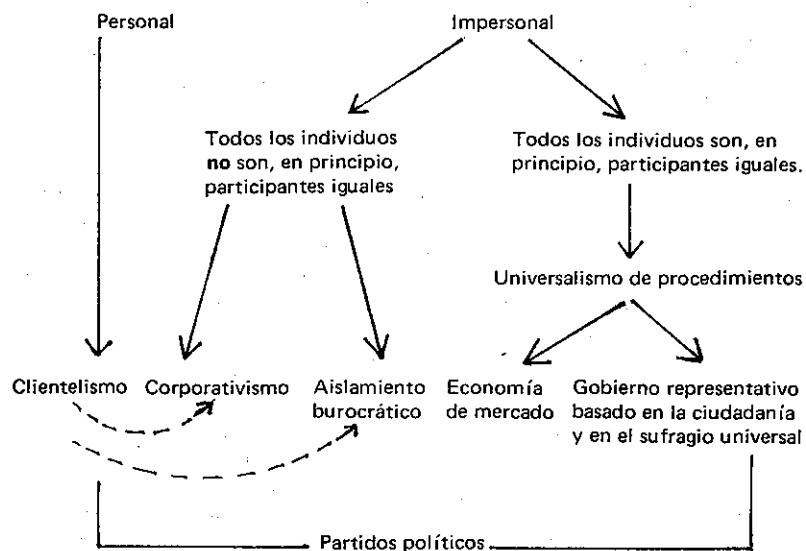 Personal
Impersonal
Todos los individuos
no son, en principio,
participantes iguales
Todos los individuos son, en
principio, participantes iguales.
Universalismo de procedimientos
Clientelismo
Corporativismo
Aislamiento
burocrático
Economía
de mercado
Gobierno representativo
basado en la ciudadanía
y en el sufragio universal
Partidos políticos